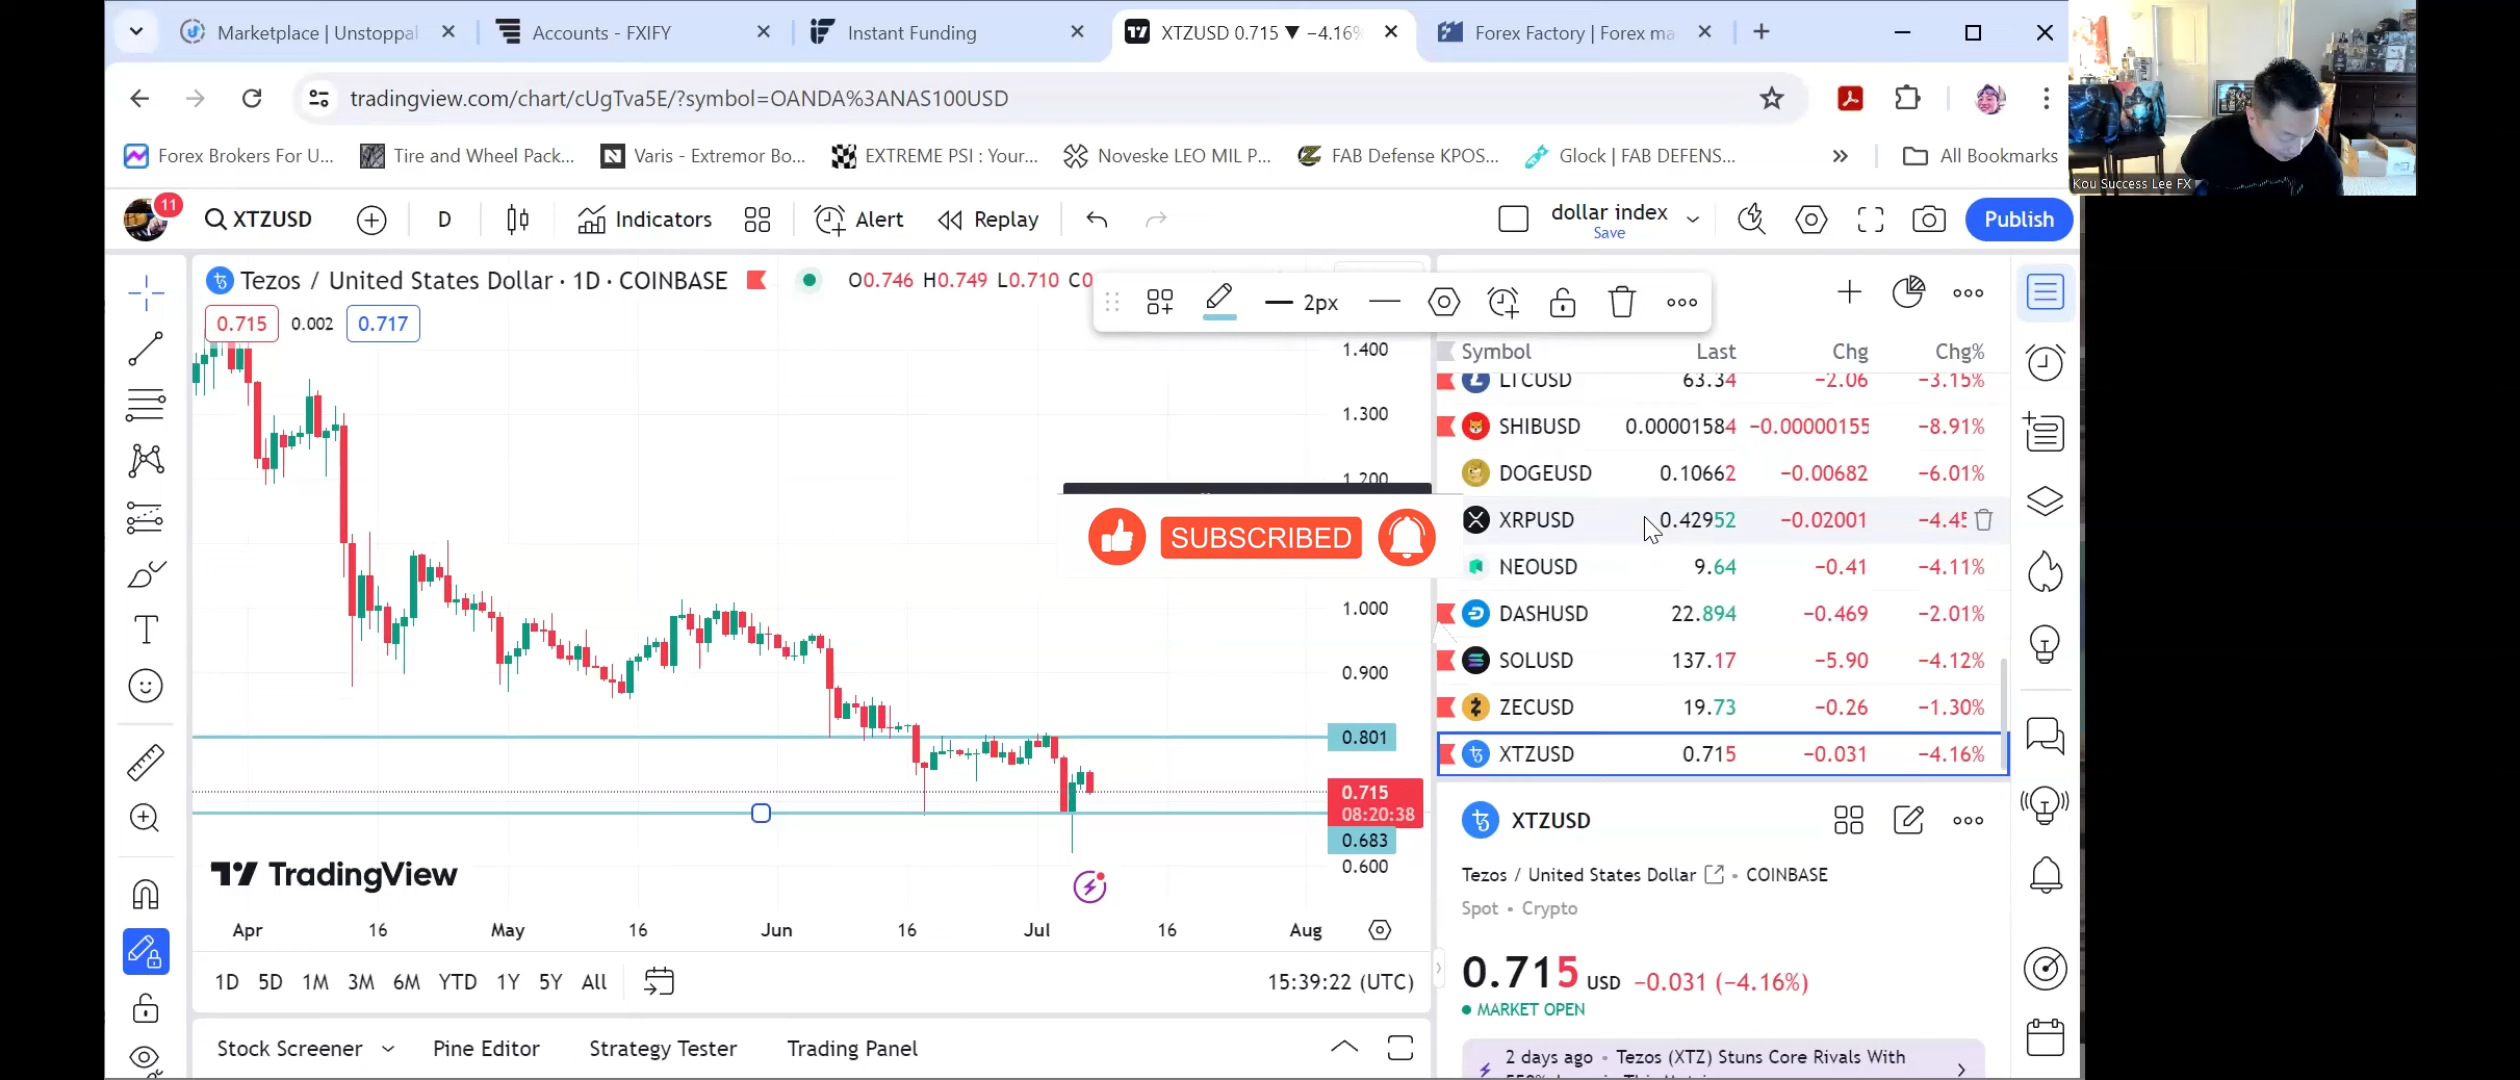 Marketplace | Unstoppal
Accounts - FXIFY
Instant Funding
XTZUSD 0.715 ▼ −4.16%
Forex Factory | Forex ma
tradingview.com/chart/cUgTva5E/?symbol=OANDA%3ANAS100USD
Forex Brokers For U...
Tire and Wheel Pack...
Varis - Extremor Bo...
EXTREME PSI : Your...
Noveske LEO MIL P...
FAB Defense KPOS...
Glock | FAB DEFENS...
All Bookmarks
Kou Success Lee FX
11
XTZUSD
D
Indicators
Alert
Replay
dollar index
Save
Publish
Tezos / United States Dollar · 1D · COINBASE
O0.746 H0.749 L0.710 C0
0.715
0.002
0.717
2px
1.400
1.300
1.200
1.000
0.900
0.801
0.715
08:20:38
0.683
0.600
SUBSCRIBED
TradingView
Apr 16 May 16 Jun 16 Jul 16 Aug
1D 5D 1M 3M 6M YTD 1Y 5Y All
15:39:22 (UTC)
Stock Screener
Pine Editor
Strategy Tester
Trading Panel
Symbol Last Chg Chg%
LTCUSD 63.34 −2.06 −3.15%
SHIBUSD 0.00001584 −0.00000155 −8.91%
DOGEUSD 0.10662 −0.00682 −6.01%
XRPUSD 0.42952 −0.02001 −4.45
NEOUSD 9.64 −0.41 −4.11%
DASHUSD 22.894 −0.469 −2.01%
SOLUSD 137.17 −5.90 −4.12%
ZECUSD 19.73 −0.26 −1.30%
XTZUSD 0.715 −0.031 −4.16%
XTZUSD
Tezos / United States Dollar • COINBASE
Spot • Crypto
0.715 USD −0.031 (−4.16%)
MARKET OPEN
2 days ago • Tezos (XTZ) Stuns Core Rivals With